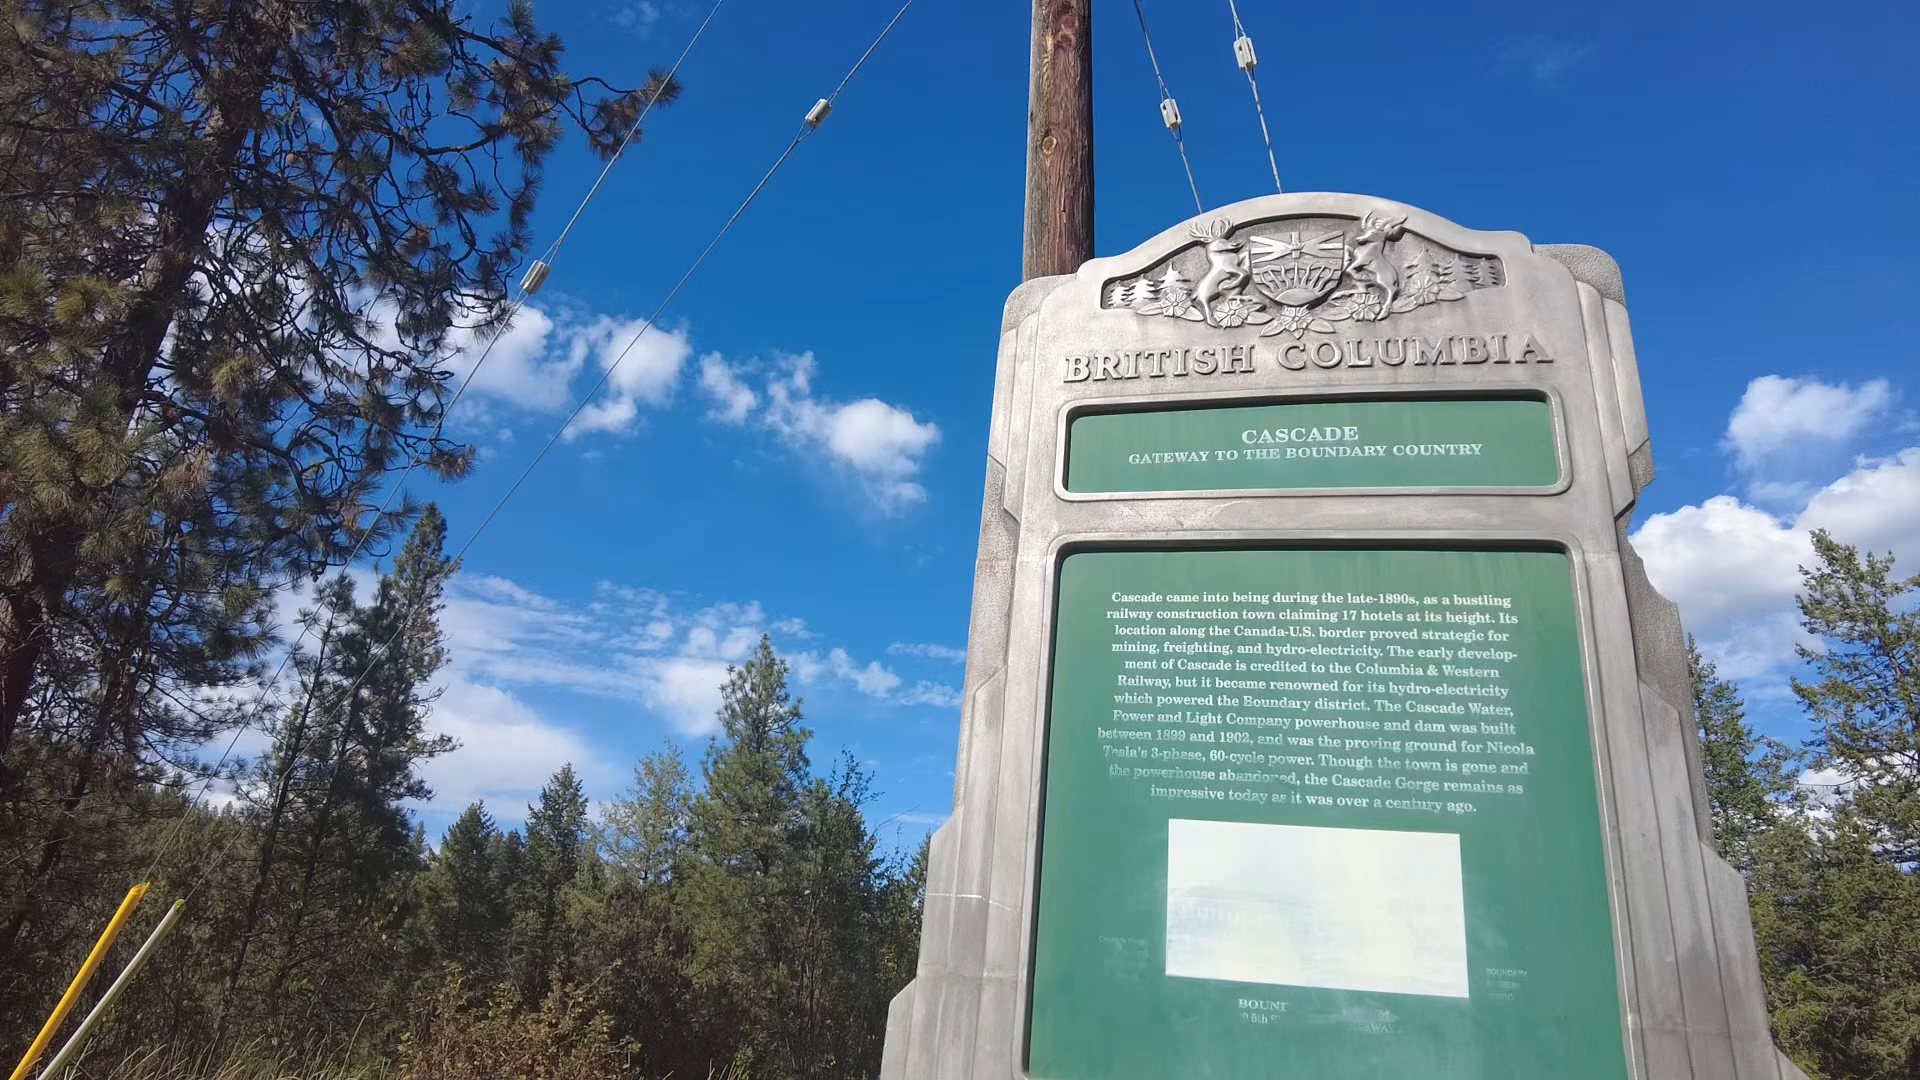 BRITISH COLUMBIA
CASCADE
GATEWAY TO THE BOUNDARY COUNTRY
Cascade came into being during the late-1890s, as a bustling
railway construction town claiming 17 hotels at its height. Its
location along the Canada-U.S. border proved strategic for
mining, freighting, and hydro-electricity. The early develop-
ment of Cascade is credited to the Columbia & Western
Railway, but it became renowned for its hydro-electricity
which powered the Boundary district. The Cascade Water,
Power and Light Company powerhouse and dam was built
between 1899 and 1902, and was the proving ground for Nicola
Tesla's 3-phase, 60-cycle power. Though the town is gone and
the powerhouse abandoned, the Cascade Gorge remains as
impressive today as it was over a century ago.
BOUNDARY
BOUNT